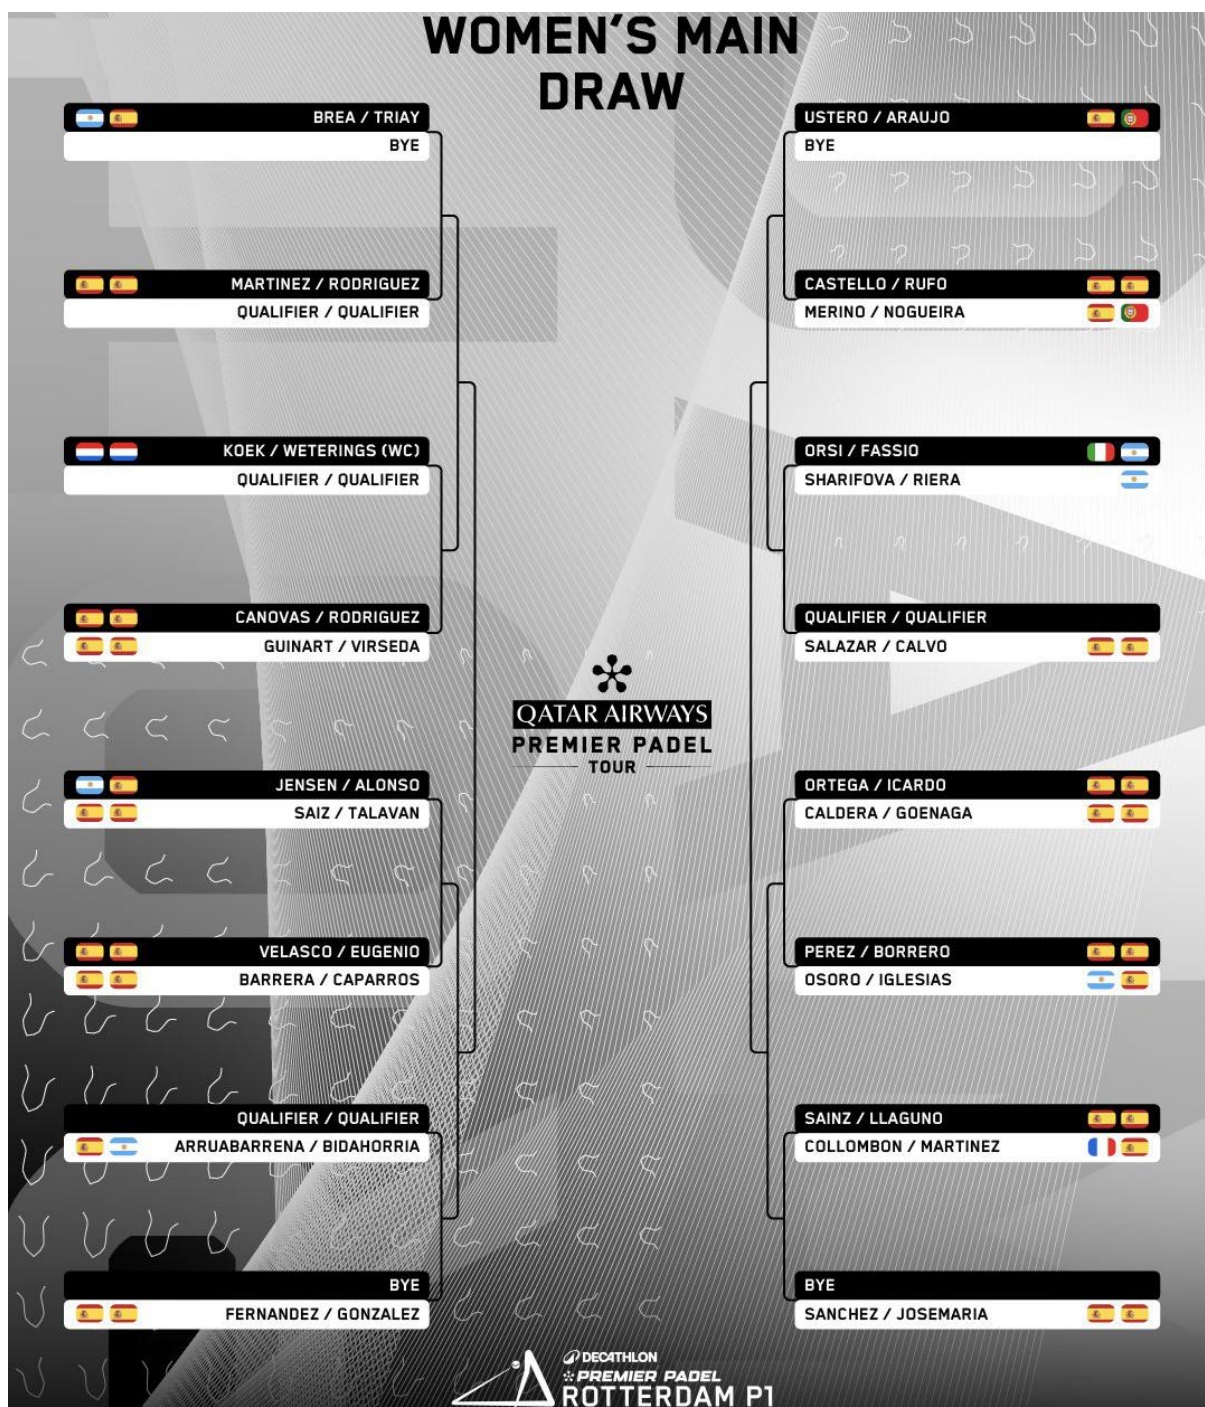 WOMEN'S MAIN
DRAW
BREA / TRIAY
BYE
MARTINEZ / RODRIGUEZ
QUALIFIER / QUALIFIER
KOEK / WETERINGS (WC)
QUALIFIER / QUALIFIER
CANOVAS / RODRIGUEZ
GUINART / VIRSEDA
JENSEN / ALONSO
SAIZ / TALAVAN
VELASCO / EUGENIO
BARRERA / CAPARROS
QUALIFIER / QUALIFIER
ARRUABARRENA / BIDAHORRIA
BYE
FERNANDEZ / GONZALEZ
QATAR AIRWAYS
PREMIER PADEL
TOUR
USTERO / ARAUJO
BYE
CASTELLO / RUFO
MERINO / NOGUEIRA
ORSI / FASSIO
SHARIFOVA / RIERA
QUALIFIER / QUALIFIER
SALAZAR / CALVO
ORTEGA / ICARDO
CALDERA / GOENAGA
PEREZ / BORRERO
OSORO / IGLESIAS
SAINZ / LLAGUNO
COLLOMBON / MARTINEZ
BYE
SANCHEZ / JOSEMARIA
DECATHLON
PREMIER PADEL
ROTTERDAM P1